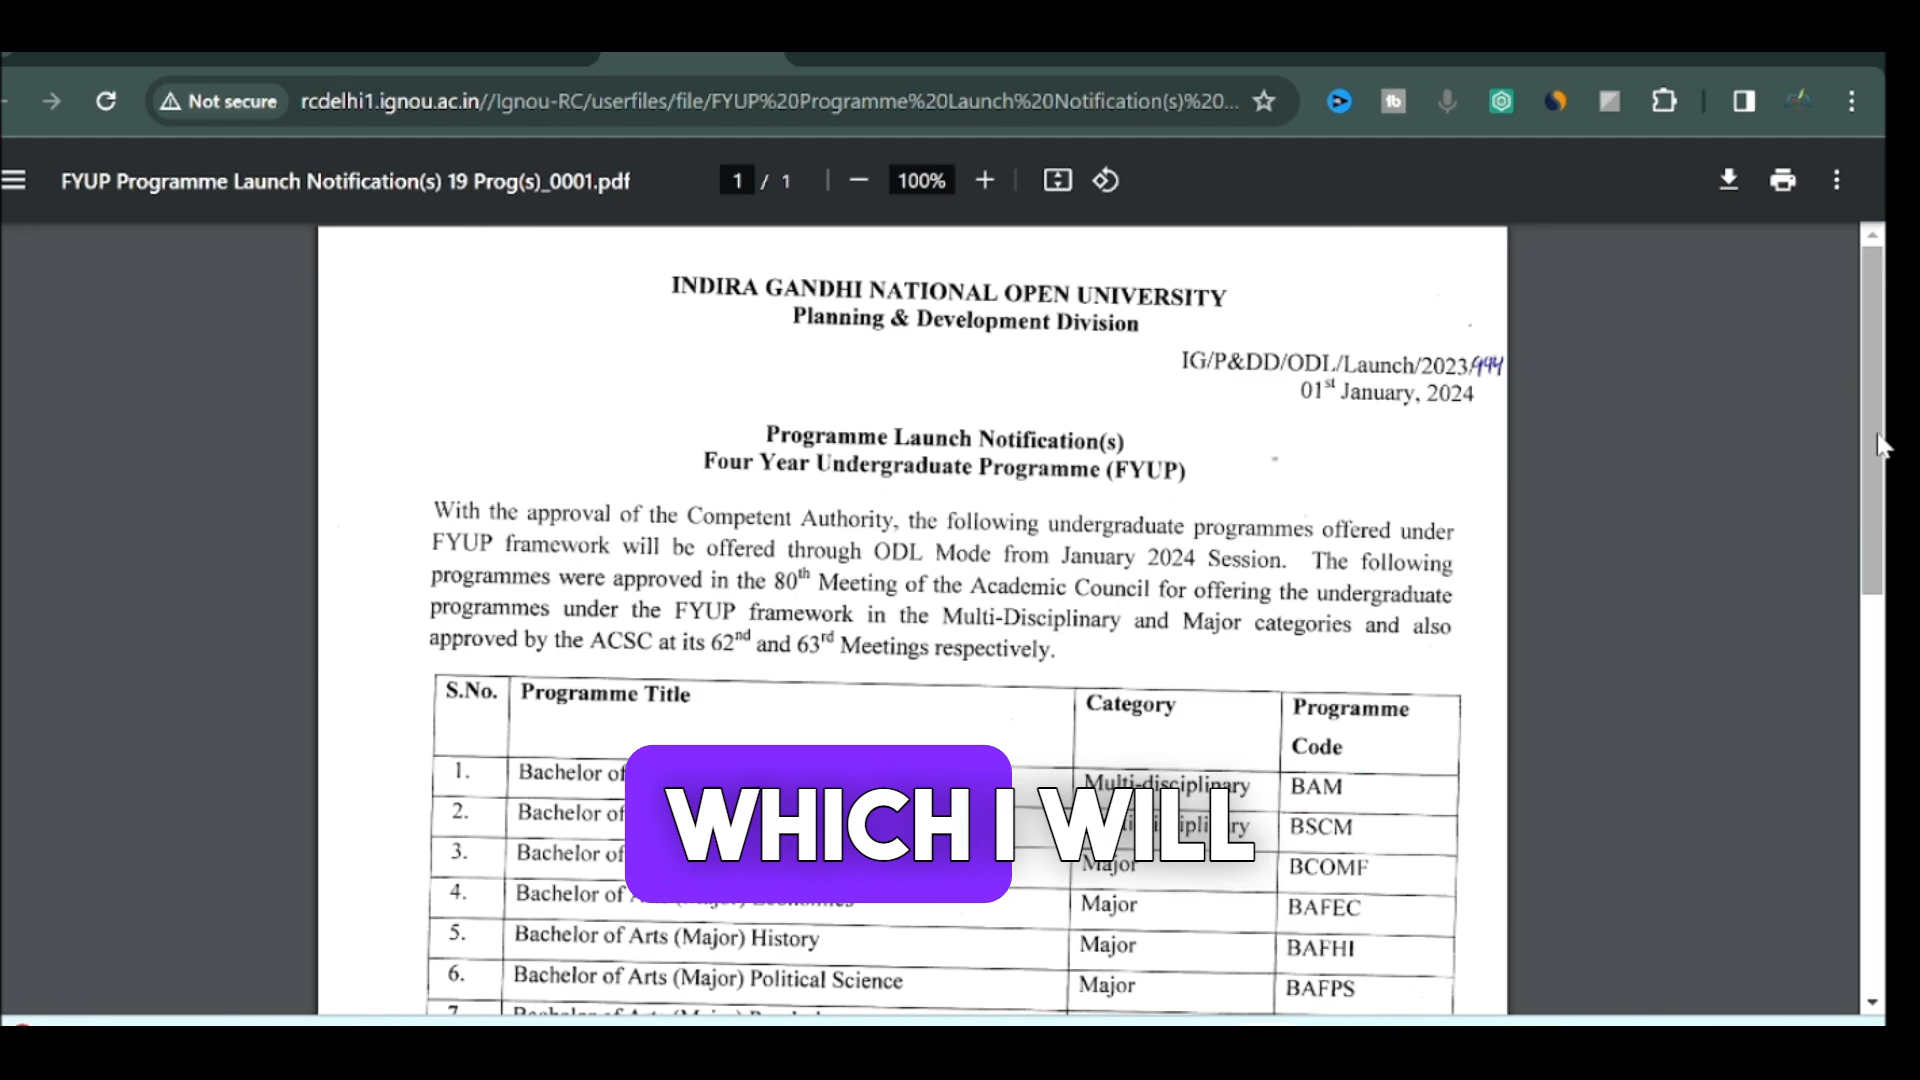 Not secure
rcdelhi1.ignou.ac.in//Ignou-RC/userfiles/file/FYUP%20Programme%20Launch%20Notification(s)%20...
FYUP Programme Launch Notification(s) 19 Prog(s)_0001.pdf
1 / 1
100%
INDIRA GANDHI NATIONAL OPEN UNIVERSITY
Planning & Development Division
IG/P&DD/ODL/Launch/2023/994
01st January, 2024
Programme Launch Notification(s)
Four Year Undergraduate Programme (FYUP)
With the approval of the Competent Authority, the following undergraduate programmes offered under
FYUP framework will be offered through ODL Mode from January 2024 Session. The following
programmes were approved in the 80th Meeting of the Academic Council for offering the undergraduate
programmes under the FYUP framework in the Multi-Disciplinary and Major categories and also
approved by the ACSC at its 62nd and 63rd Meetings respectively.
S.No. Programme Title Category Programme Code
1. Bachelor of Multi-disciplinary BAM
2. Bachelor of BSCM
3. Bachelor of Major BCOMF
4. Bachelor of Major BAFEC
5. Bachelor of Arts (Major) History Major BAFHI
6. Bachelor of Arts (Major) Political Science Major BAFPS
WHICH I WILL